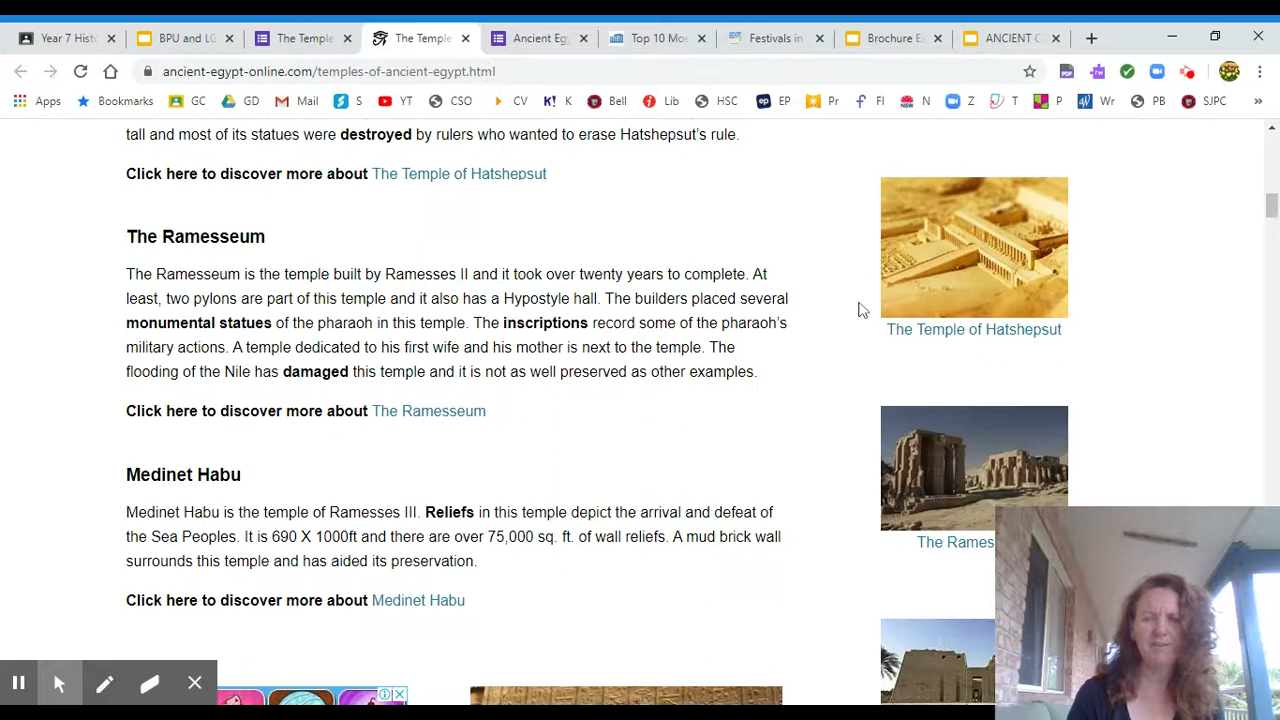 Year 7 Histo
BPU and LG
The Temple
The Temple
Ancient Eg
Top 10 Mos
Festivals in
Brochure Ex
ANCIENT C
ancient-egypt-online.com/temples-of-ancient-egypt.html
PDF
Apps Bookmarks GC GD Mail S YT CSO CV K! K Bell Lib HSC ep EP Pr FI N Z T P Wr PB SJPC »
tall and most of its statues were destroyed by rulers who wanted to erase Hatshepsut’s rule.
Click here to discover more about The Temple of Hatshepsut
The Ramesseum
The Ramesseum is the temple built by Ramesses II and it took over twenty years to complete. At
least, two pylons are part of this temple and it also has a Hypostyle hall. The builders placed several
monumental statues of the pharaoh in this temple. The inscriptions record some of the pharaoh’s
military actions. A temple dedicated to his first wife and his mother is next to the temple. The
flooding of the Nile has damaged this temple and it is not as well preserved as other examples.
Click here to discover more about The Ramesseum
Medinet Habu
Medinet Habu is the temple of Ramesses III. Reliefs in this temple depict the arrival and defeat of
the Sea Peoples. It is 690 X 1000ft and there are over 75,000 sq. ft. of wall reliefs. A mud brick wall
surrounds this temple and has aided its preservation.
Click here to discover more about Medinet Habu
The Temple of Hatshepsut
The Rames